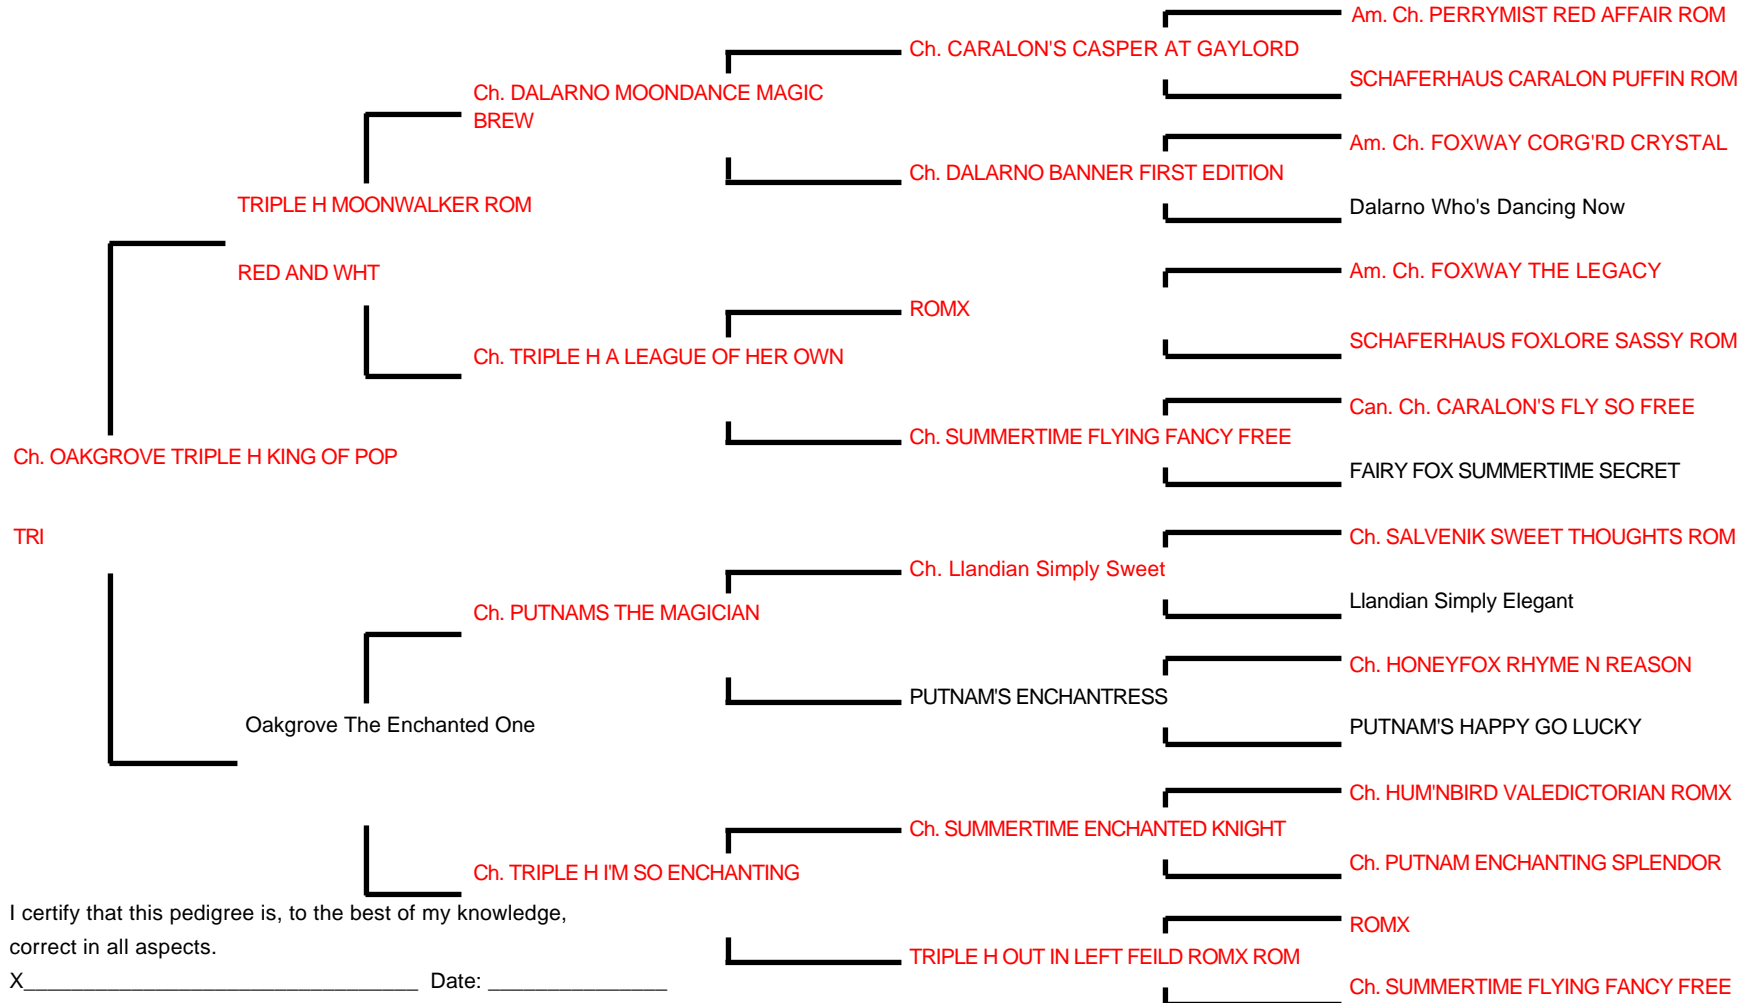 Am. Ch. PERRYMIST RED AFFAIR ROM
Ch. CARALON'S CASPER AT GAYLORD
SCHAFERHAUS CARALON PUFFIN ROM
Ch. DALARNO MOONDANCE MAGIC
BREW
Am. Ch. FOXWAY CORG'RD CRYSTAL
Ch. DALARNO BANNER FIRST EDITION
Dalarno Who's Dancing Now
TRIPLE H MOONWALKER ROM
RED AND WHT
Am. Ch. FOXWAY THE LEGACY
ROMX
SCHAFERHAUS FOXLORE SASSY ROM
Ch. TRIPLE H A LEAGUE OF HER OWN
Can. Ch. CARALON'S FLY SO FREE
Ch. SUMMERTIME FLYING FANCY FREE
FAIRY FOX SUMMERTIME SECRET
Ch. OAKGROVE TRIPLE H KING OF POP
TRI
Ch. SALVENIK SWEET THOUGHTS ROM
Ch. Llandian Simply Sweet
Llandian Simply Elegant
Ch. PUTNAMS THE MAGICIAN
Ch. HONEYFOX RHYME N REASON
PUTNAM'S ENCHANTRESS
PUTNAM'S HAPPY GO LUCKY
Oakgrove The Enchanted One
Ch. HUM'NBIRD VALEDICTORIAN ROMX
Ch. SUMMERTIME ENCHANTED KNIGHT
Ch. PUTNAM ENCHANTING SPLENDOR
Ch. TRIPLE H I'M SO ENCHANTING
ROMX
TRIPLE H OUT IN LEFT FEILD ROMX ROM
Ch. SUMMERTIME FLYING FANCY FREE
I certify that this pedigree is, to the best of my knowledge,
correct in all aspects.
X_________________________________ Date: _______________